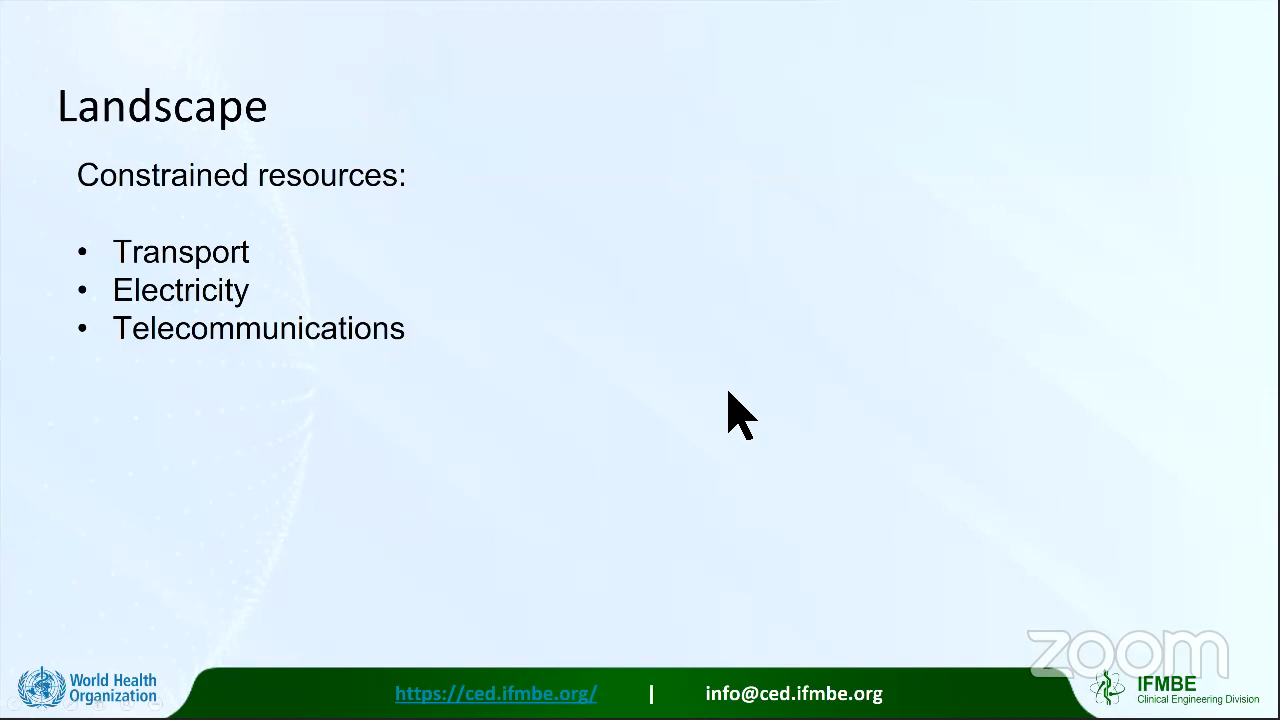 Landscape
Constrained resources:
• Transport
• Electricity
• Telecommunications
zoom
World Health
Organization
https://ced.ifmbe.org/ | info@ced.ifmbe.org
IFMBE
Clinical Engineering Division